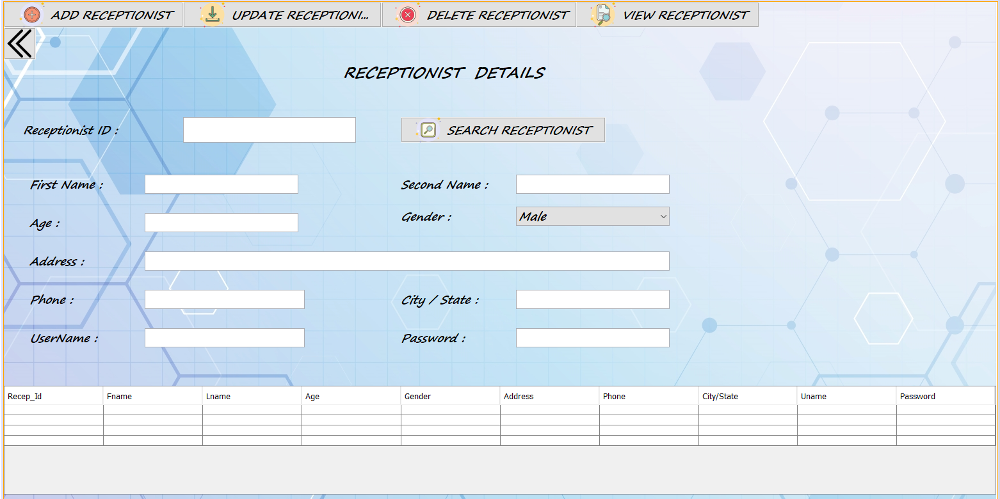 ADD RECEPTIONIST UPDATE RECEPTIONI... DELETE RECEPTIONIST VIEW RECEPTIONIST
RECEPTIONIST DETAILS
Receptionist ID : SEARCH RECEPTIONIST
First Name : Second Name :
Age : Gender : Male
Address :
Phone : City / State :
UserName : Password :
Recep_Id Fname Lname Age Gender Address Phone City/State Uname Password